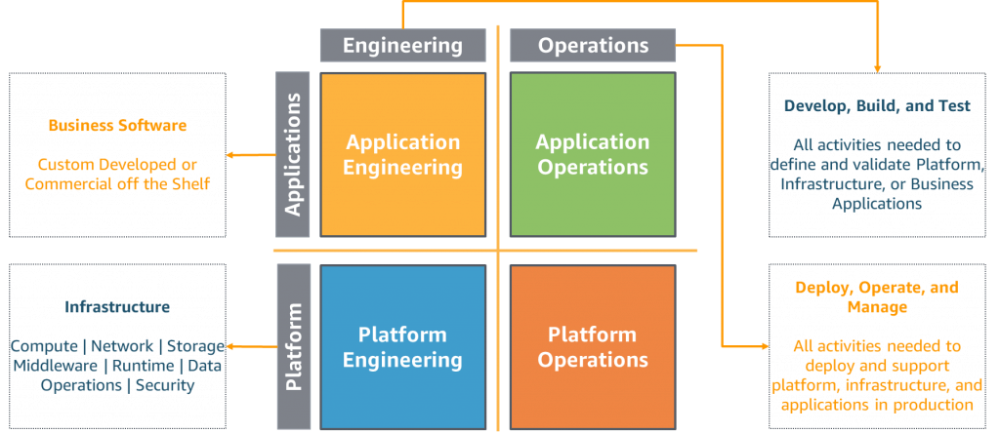 Engineering
Operations
Business Software
Custom Developed or
Commercial off the Shelf
Applications
Application
Engineering
Application
Operations
Develop, Build, and Test
All activities needed to
define and validate Platform,
Infrastructure, or Business
Applications
Infrastructure
Compute | Network | Storage
Middleware | Runtime | Data
Operations | Security
Platform
Platform
Engineering
Platform
Operations
Deploy, Operate, and
Manage
All activities needed to
deploy and support
platform, infrastructure, and
applications in production